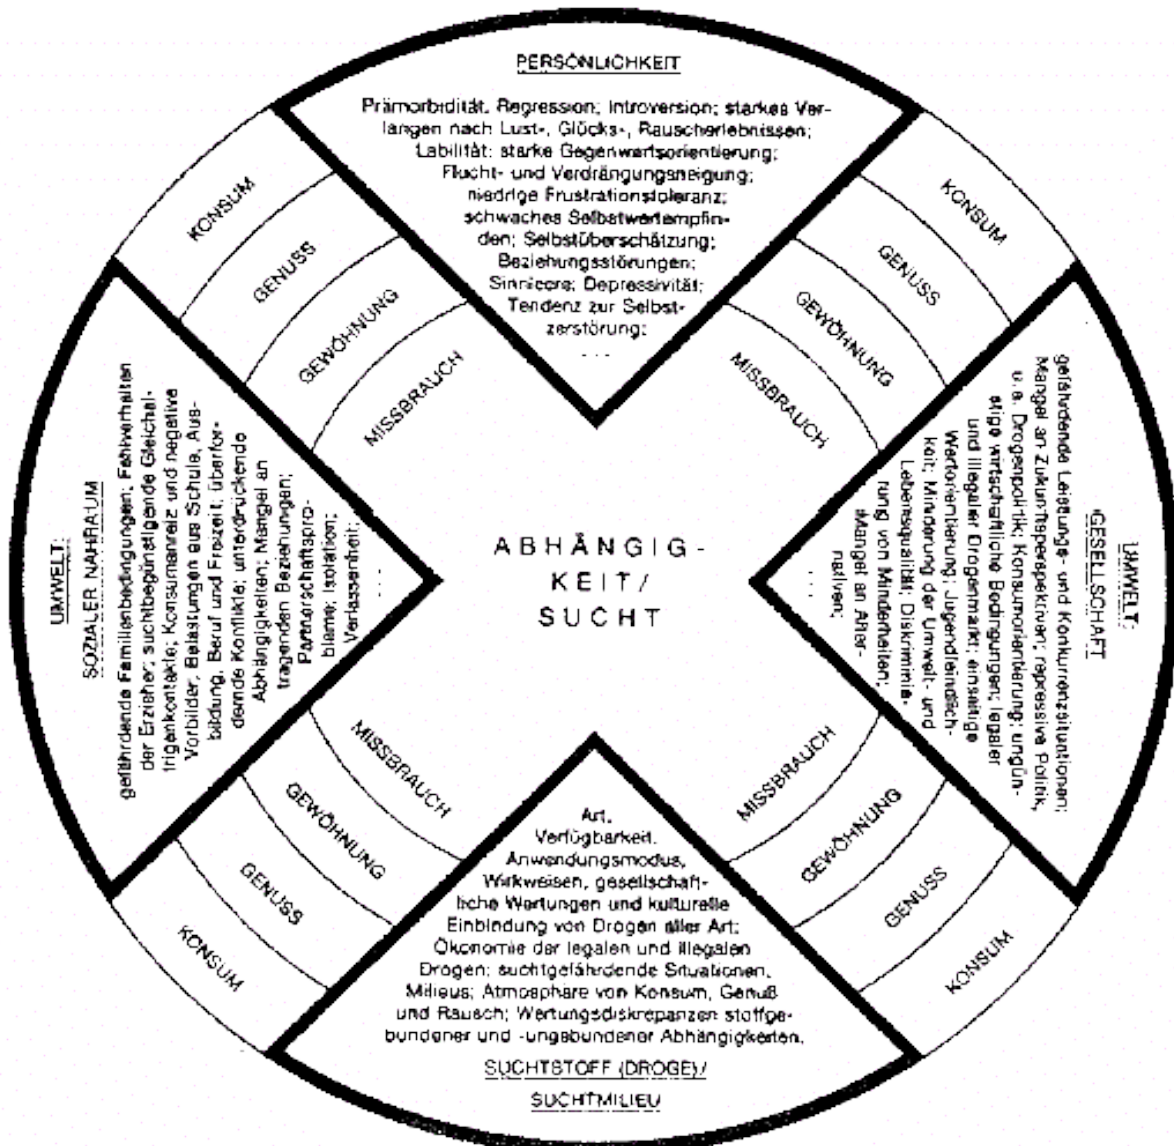 PERSÖNLICHKEIT
Prämorbidität, Regression; Introversion; starkes Ver-
langen nach Lust-, Glücks-, Rauscherlebnissen;
Labilität; starke Gegenwartsorientierung;
Flucht- und Verdrängungsneigung;
niedrige Frustrationstoleranz;
schwaches Selbstwertempfin-
den; Selbstüberschätzung;
Beziehungsstörungen;
Sinnleere; Depressivität;
Tendenz zur Selbst-
zerstörung;
. . .
KONSUM
GENUSS
GEWÖHNUNG
MISSBRAUCH
KONSUM
GENUSS
GEWÖHNUNG
MISSBRAUCH
UMWELT:
SOZIALER NAHRAUM
gefährdende Familienbedingungen; Fehlverhalten
der Erzieher; suchtbegünstigende Gleichal-
trigenkontakte; Konsumanreiz und negative
Vorbilder; Belastungen aus Schule, Aus-
bildung, Beruf und Freizeit; überfor-
dernde Konflikte; unterdrückende
Abhängigkeiten; Mangel an
tragenden Beziehungen;
Partnerschaftspro-
bleme; Isolation;
Verlassenheit;
. . .
ABHÄNGIG-
KEIT/
SUCHT
UMWELT:
GESELLSCHAFT
gefährdende Leistungs- und Konkurrenzsituationen;
Mangel an Zukunftsperspektiven; repressive Politik,
u. a. Drogenpolitik; Konsumorientierung; ungün-
stige wirtschaftliche Bedingungen; legaler
und illegaler Drogenmarkt; einseitige
Wertorientierung; Jugendfeindlich-
keit; Minderung der Umwelt- und
Lebensqualität; Diskriminie-
rung von Minderheiten;
Mangel an Alter-
nativen;
. . .
MISSBRAUCH
GEWÖHNUNG
GENUSS
KONSUM
MISSBRAUCH
GEWÖHNUNG
GENUSS
KONSUM
Art,
Verfügbarkeit,
Anwendungsmodus,
Wirkweisen, gesellschaft-
liche Wertungen und kulturelle
Einbindung von Drogen aller Art;
Ökonomie der legalen und illegalen
Drogen; suchtgefährdende Situationen,
Milieus; Atmosphäre von Konsum, Genuß
und Rausch; Wertungsdiskrepanzen stoffge-
bundener und -ungebundener Abhängigkeiten.
SUCHTSTOFF (DROGE)/
SUCHTMILIEU